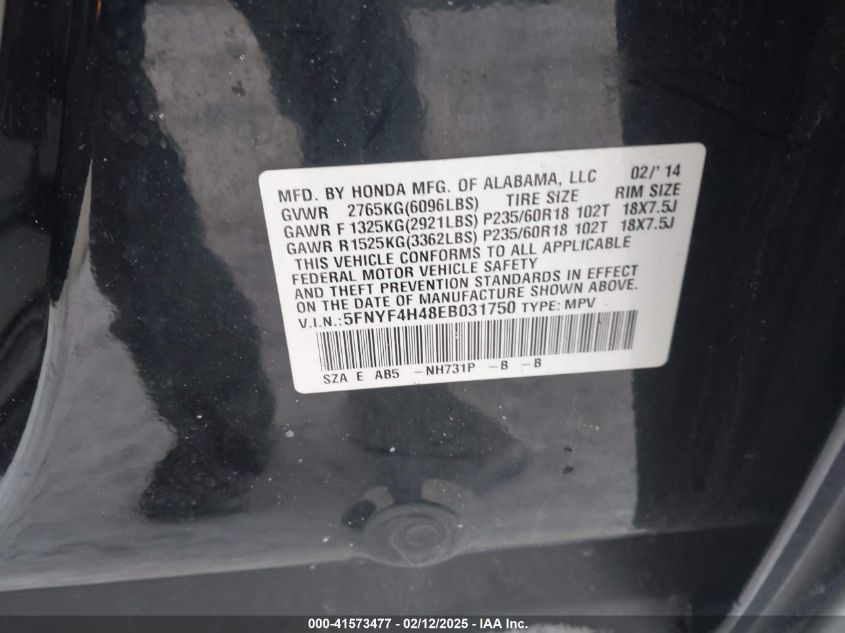 MFD. BY HONDA MFG. OF ALABAMA, LLC 02/' 14
GVWR 2765KG(6096LBS) TIRE SIZE RIM SIZE
GAWR F 1325KG(2921LBS) P235/60R18 102T 18X7.5J
GAWR R1525KG(3362LBS) P235/60R18 102T 18X7.5J
THIS VEHICLE CONFORMS TO ALL APPLICABLE
FEDERAL MOTOR VEHICLE SAFETY
AND THEFT PREVENTION STANDARDS IN EFFECT
ON THE DATE OF MANUFACTURE SHOWN ABOVE.
V.I.N.:5FNYF4H48EB031750 TYPE: MPV
SZA E AB5 -NH731P -B -B
000-41573477 - 02/12/2025 - IAA Inc.